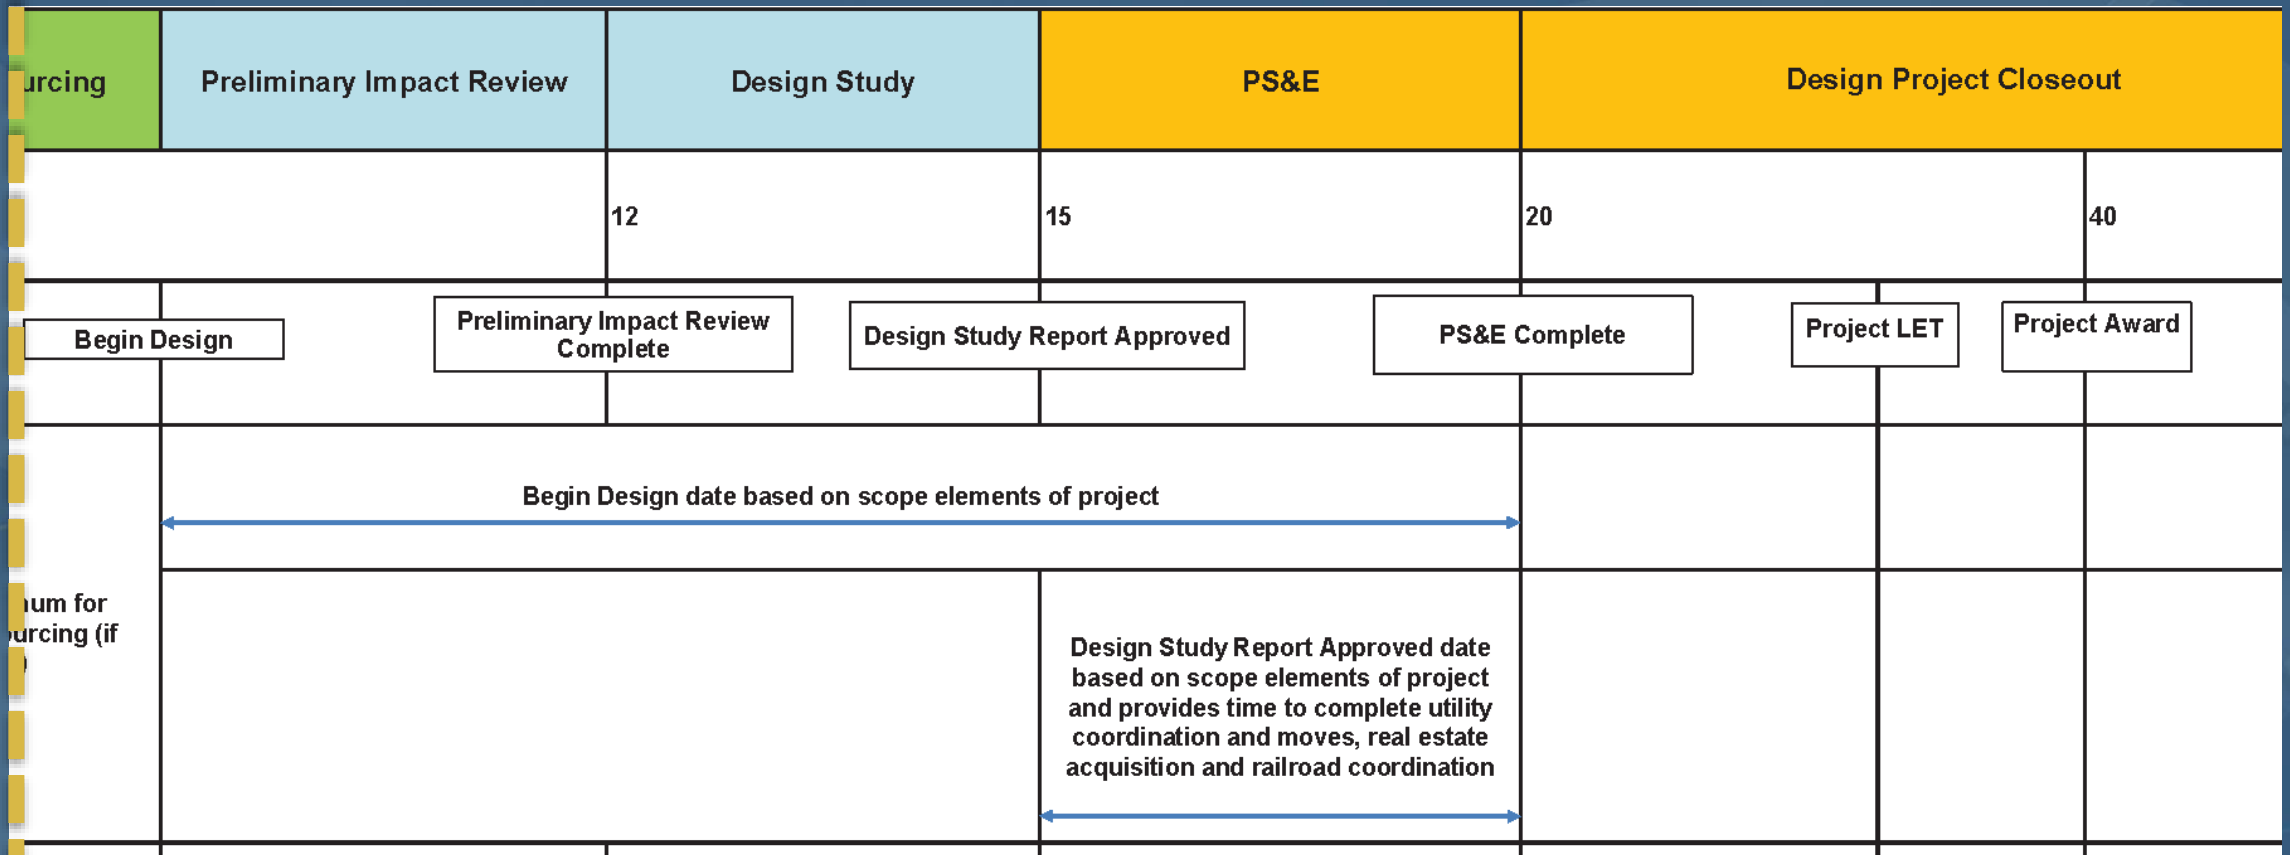 Preliminary Impact Review
Design Study
PS&E
Design Project Closeout
12
15
20
40
Begin Design
Preliminary Impact Review
Complete
Design Study Report Approved
PS&E Complete
Project LET
Project Award
Begin Design date based on scope elements of project
for
(if
Design Study Report Approved date
based on scope elements of project
and provides time to complete utility
coordination and moves, real estate
acquisition and railroad coordination